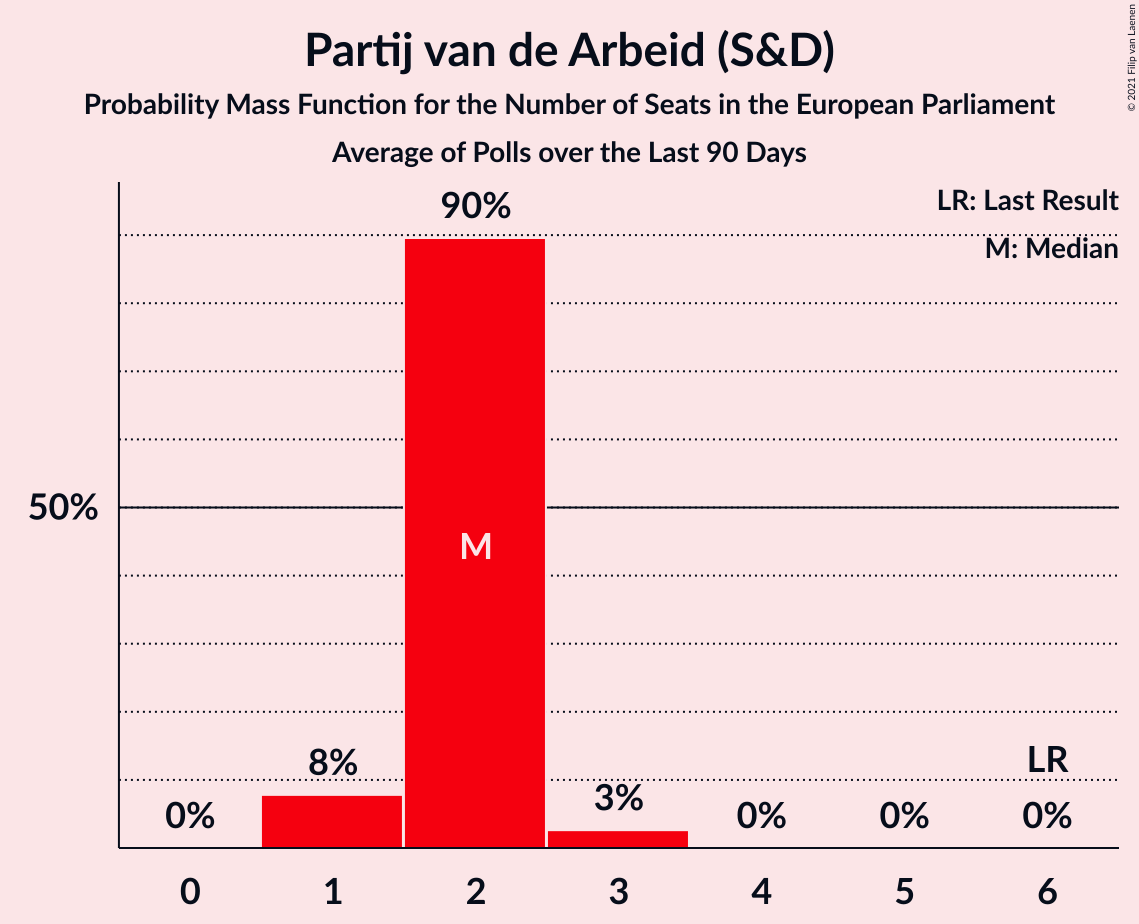 Partij van de Arbeid (S&D)
Probability Mass Function for the Number of Seats in the European Parliament
Average of Polls over the Last 90 Days
© 2021 Filip van Laenen
LR: Last Result
M: Median
90%
50%
M
8%
3%
LR
0%
0%
0%
0%
0 1 2 3 4 5 6